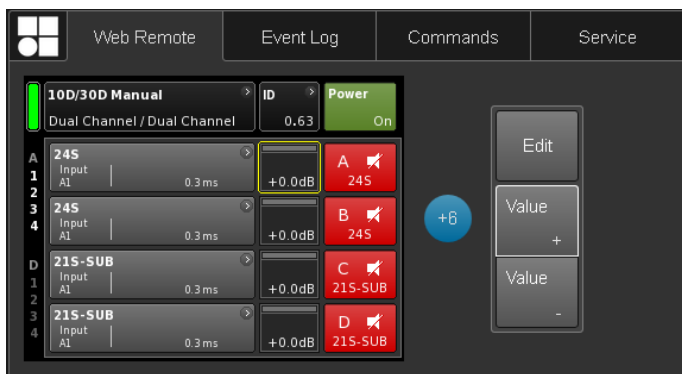 Web Remote
Event Log
Commands
Service
10D/30D Manual
Dual Channel / Dual Channel
ID
0.63
Power
On
A
1
2
3
4
24S
Input
A1
0.3 ms
+0.0dB
A
24S
24S
Input
A1
0.3 ms
+0.0dB
B
24S
D
1
2
3
4
21S-SUB
Input
A1
0.3 ms
+0.0dB
C
21S-SUB
21S-SUB
Input
A1
0.3 ms
+0.0dB
D
21S-SUB
+6
Edit
Value
+
Value
-